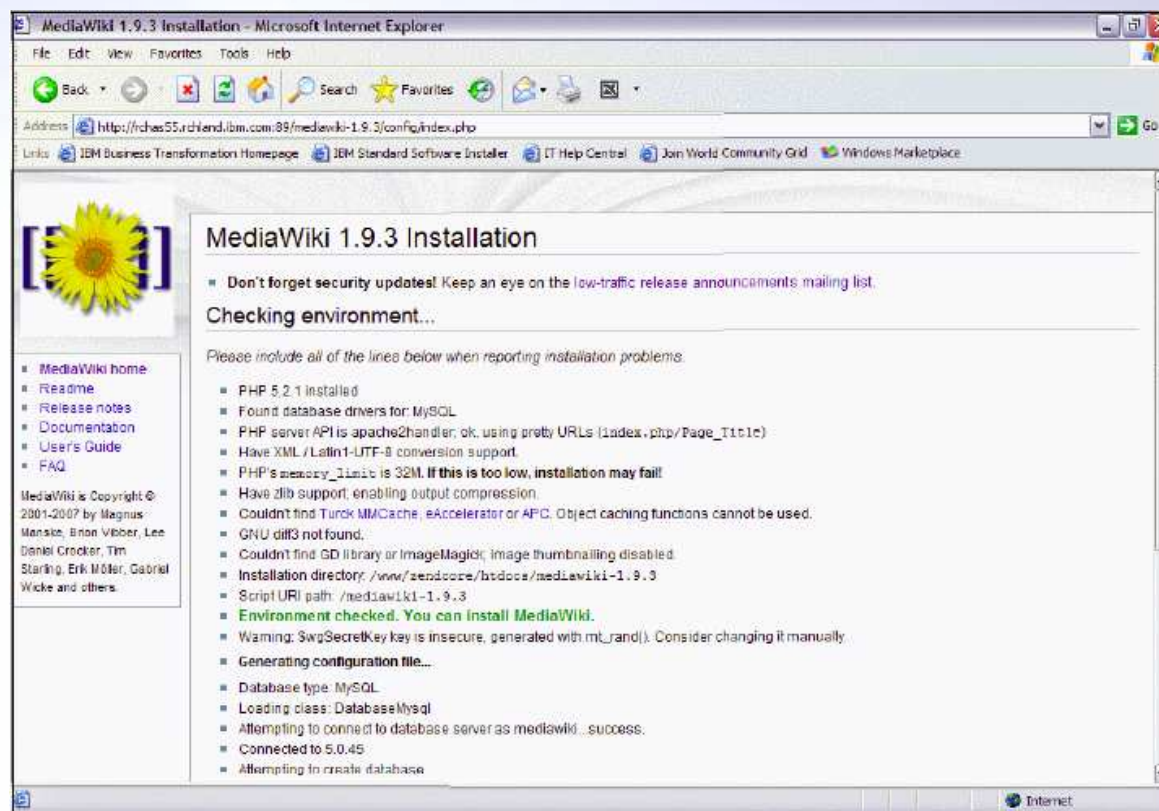 MediaWiki 1.9.3 Installation - Microsoft Internet Explorer
File Edit View Favorites Tools Help
Back Search Favorites
Address http://rchas55.rchland.ibm.com:89/mediawiki-1.9.3/config/index.php Go
Links IBM Business Transformation Homepage IBM Standard Software Installer IT Help Central Join World Community Grid Windows Marketplace
MediaWiki 1.9.3 Installation
Don't forget security updates! Keep an eye on the low-traffic release announcements mailing list.
Checking environment...
Please include all of the lines below when reporting installation problems.
MediaWiki home
Readme
Release notes
Documentation
User's Guide
FAQ
MediaWiki is Copyright ©
2001-2007 by Magnus
Manske, Brion Vibber, Lee
Daniel Crocker, Tim
Starling, Erik Möller, Gabriel
Wicke and others.
PHP 5.2.1 installed
Found database drivers for: MySQL
PHP server API is apache2handler; ok, using pretty URLs (index.php/Page_Title)
Have XML / Latin1-UTF-8 conversion support.
PHP's memory_limit is 32M. If this is too low, installation may fail!
Have zlib support; enabling output compression.
Couldn't find Turck MMCache, eAccelerator or APC. Object caching functions cannot be used.
GNU diff3 not found.
Couldn't find GD library or ImageMagick; image thumbnailing disabled.
Installation directory: /www/zendcore/htdocs/mediawiki-1.9.3
Script URI path: /mediawiki-1.9.3
Environment checked. You can install MediaWiki.
Warning: $wgSecretKey key is insecure, generated with mt_rand(). Consider changing it manually.
Generating configuration file...
Database type: MySQL
Loading class: DatabaseMysql
Attempting to connect to database server as mediawiki...success.
Connected to 5.0.45
Attempting to create database
Internet